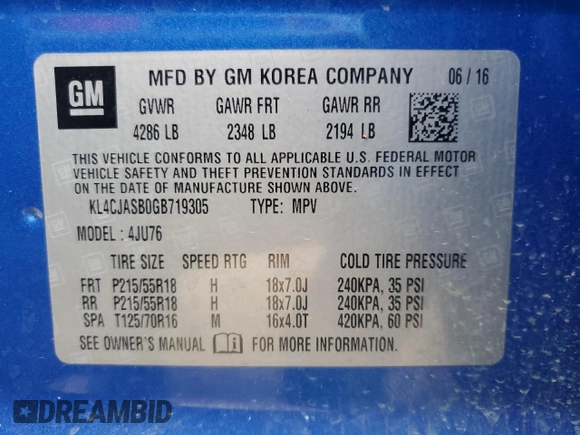 GM
MFD BY GM KOREA COMPANY 06 / 16
GVWR GAWR FRT GAWR RR
4286 LB 2348 LB 2194 LB
THIS VEHICLE CONFORMS TO ALL APPLICABLE U.S. FEDERAL MOTOR
VEHICLE SAFETY AND THEFT PREVENTION STANDARDS IN EFFECT
ON THE DATE OF MANUFACTURE SHOWN ABOVE.
KL4CJASB0GB719305 TYPE: MPV
MODEL : 4JU76
TIRE SIZE SPEED RTG RIM COLD TIRE PRESSURE
FRT P215/55R18 H 18x7.0J 240KPA, 35 PSI
RR P215/55R18 H 18x7.0J 240KPA, 35 PSI
SPA T125/70R16 M 16x4.0T 420KPA, 60 PSI
SEE OWNER'S MANUAL FOR MORE INFORMATION.
DREAMBID